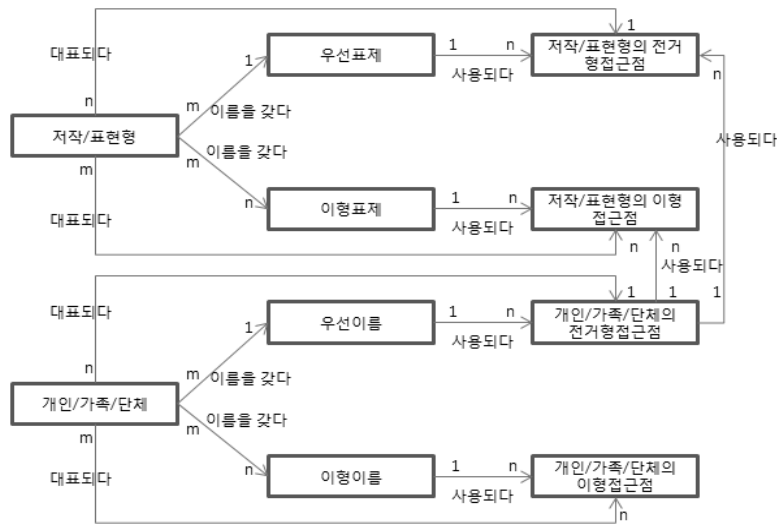 대표되다
1
저작/표현형의 전거
형접근점
우선표제
1
n
사용되다
1
n
m
이름을 갖다
n
저작/표현형
사용되다
m
m
이름을 갖다
대표되다
n
이형표제
1
n
사용되다
저작/표현형의 이형
접근점
n
n
사용되다
대표되다
1
1
1
개인/가족/단체의
전거형접근점
우선이름
1
n
사용되다
1
n
m
이름을 갖다
개인/가족/단체
m
m
이름을 갖다
대표되다
n
이형이름
1
n
사용되다
개인/가족/단체의
이형접근점
n